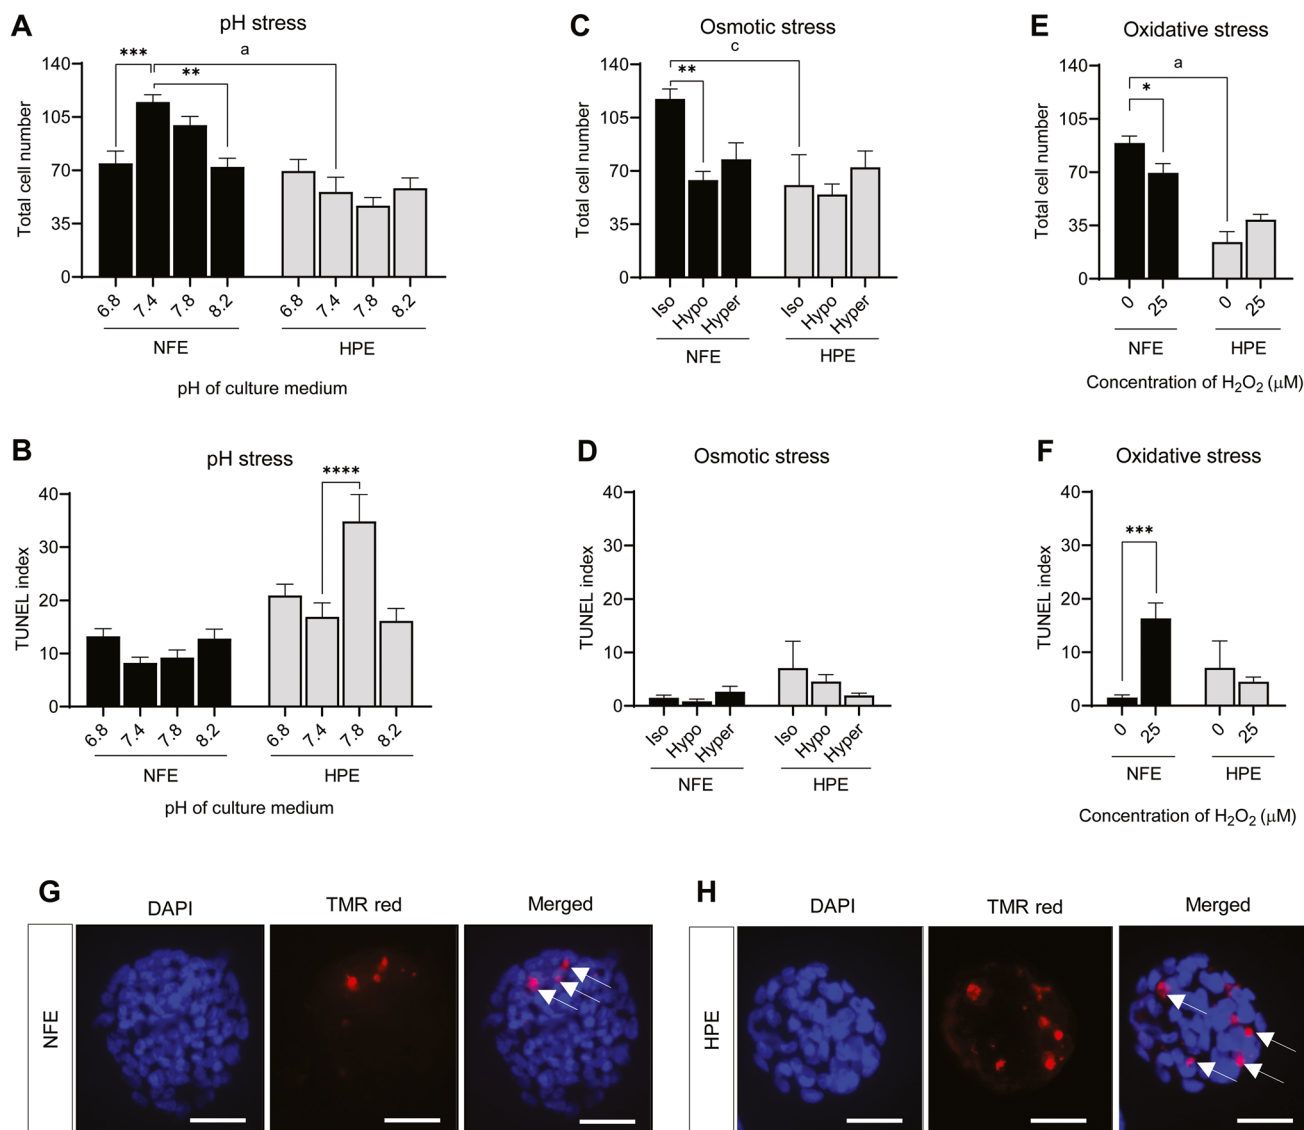 A
pH stress
***
a
**
Total cell number
140
105
70
35
0
6.8
7.4
7.8
8.2
6.8
7.4
7.8
8.2
NFE
HPE
pH of culture medium
C
Osmotic stress
c
**
Total cell number
140
105
70
35
0
Iso
Hypo
Hyper
Iso
Hypo
Hyper
NFE
HPE
E
Oxidative stress
a
*
Total cell number
140
105
70
35
0
0
25
0
25
NFE
HPE
Concentration of H₂O₂ (μM)
B
pH stress
****
TUNEL index
40
30
20
10
0
6.8
7.4
7.8
8.2
6.8
7.4
7.8
8.2
NFE
HPE
pH of culture medium
D
Osmotic stress
TUNEL index
40
30
20
10
0
Iso
Hypo
Hyper
Iso
Hypo
Hyper
NFE
HPE
F
Oxidative stress
***
TUNEL index
40
30
20
10
0
0
25
0
25
NFE
HPE
Concentration of H₂O₂ (μM)
G
DAPI
TMR red
Merged
NFE
H
DAPI
TMR red
Merged
HPE